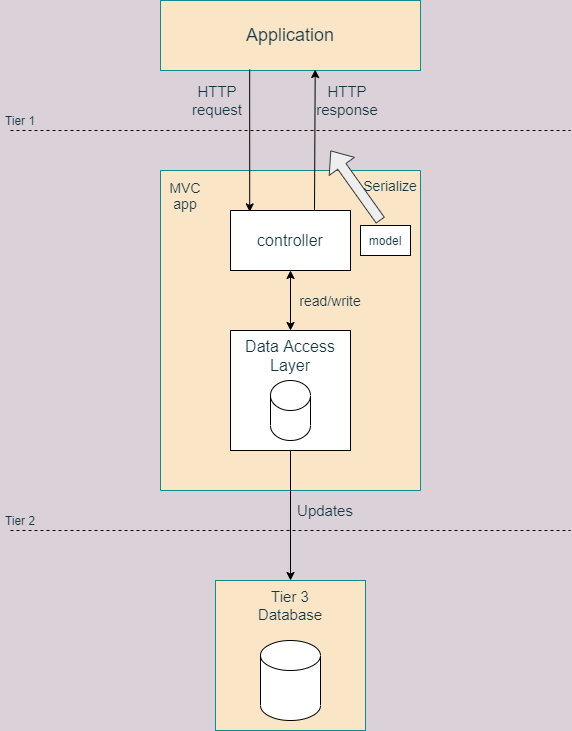 Application
HTTP
request
HTTP
response
Tier 1
MVC
app
Serialize
controller
model
read/write
Data Access
Layer
Updates
Tier 2
Tier 3
Database